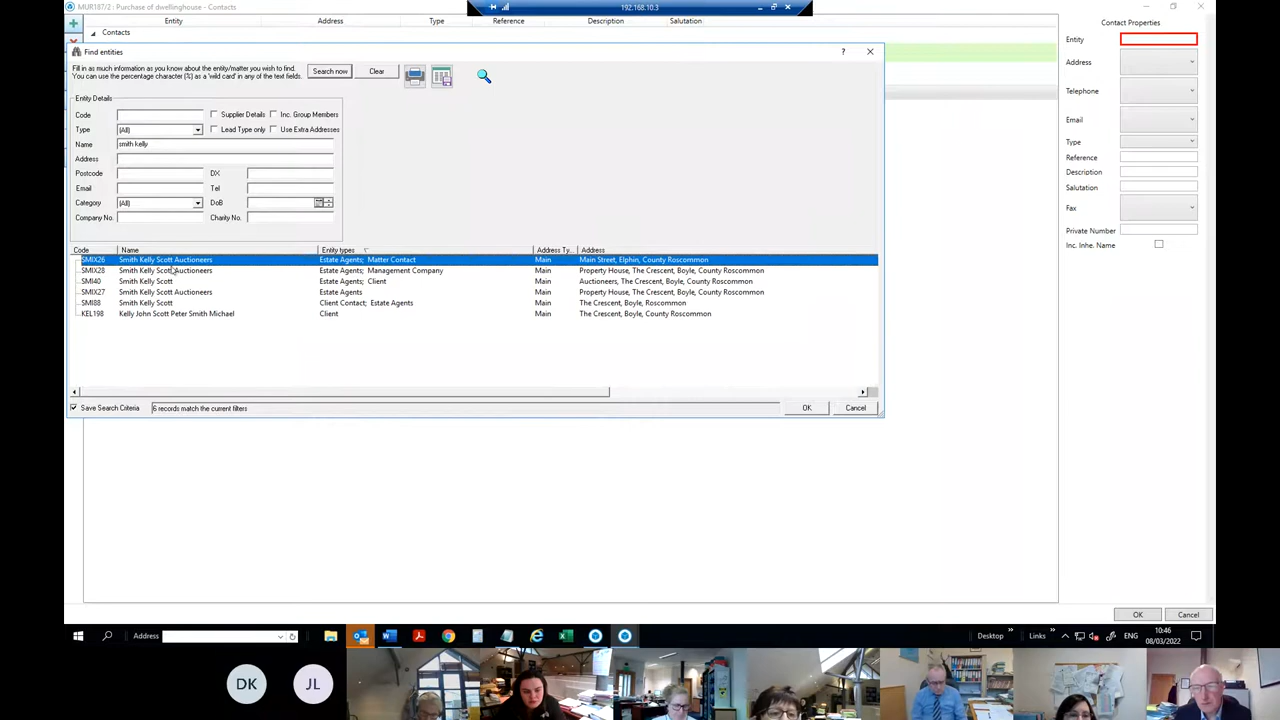 MUR187/2 : Purchase of dwellinghouse - Contacts
192.168.10.3
Entity Address Type Reference Description Salutation
Contacts
Find entities
Fill in as much information as you know about the entity/matter you wish to find.
You can use the percentage character (%) as a 'wild card' in any of the text fields.
Search now Clear
Entity Details
Code Supplier Details Inc. Group Members
Type (All) Lead Type only Use Extra Addresses
Name smith kelly
Address
Postcode DX
Email Tel
Category (All) DoB
Company No. Charity No.
Code Name Entity types Address Ty... Address
SMIX26 Smith Kelly Scott Auctioneers Estate Agents; Matter Contact Main Main Street, Elphin, County Roscommon
SMIX28 Smith Kelly Scott Auctioneers Estate Agents; Management Company Main Property House, The Crescent, Boyle, County Roscommon
SMI40 Smith Kelly Scott Estate Agents; Client Main Auctioneers, The Crescent, Boyle, County Roscommon
SMIX27 Smith Kelly Scott Auctioneers Estate Agents Main Property House, The Crescent, Boyle, County Roscommon
SMI88 Smith Kelly Scott Client Contact; Estate Agents Main The Crescent, Boyle, Roscommon
KEL198 Kelly John Scott Peter Smith Michael Client Main The Crescent, Boyle, County Roscommon
Save Search Criteria 6 records match the current filters OK Cancel
Contact Properties
Entity
Address
Telephone
Email
Type
Reference
Description
Salutation
Fax
Private Number
Inc. Inhe. Name
OK Cancel
Address Desktop Links ENG 10:46
08/03/2022
DK JL